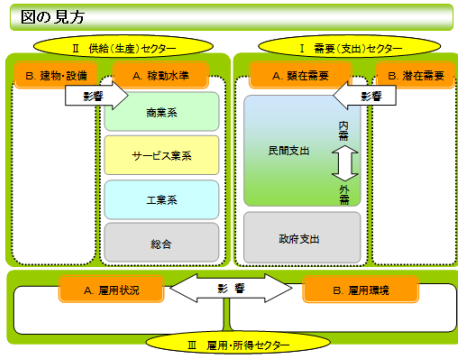 図の見方
Ⅱ 供給(生産)セクター
Ⅰ 需要(支出)セクター
B. 建物・設備
A. 稼動水準
A. 顕在需要
B. 潜在需要
影響
影響
商業系
サービス業系
工業系
総合
民間支出
内需
外需
政府支出
A. 雇用状況
影 響
B. 雇用環境
Ⅲ 雇用・所得セクター